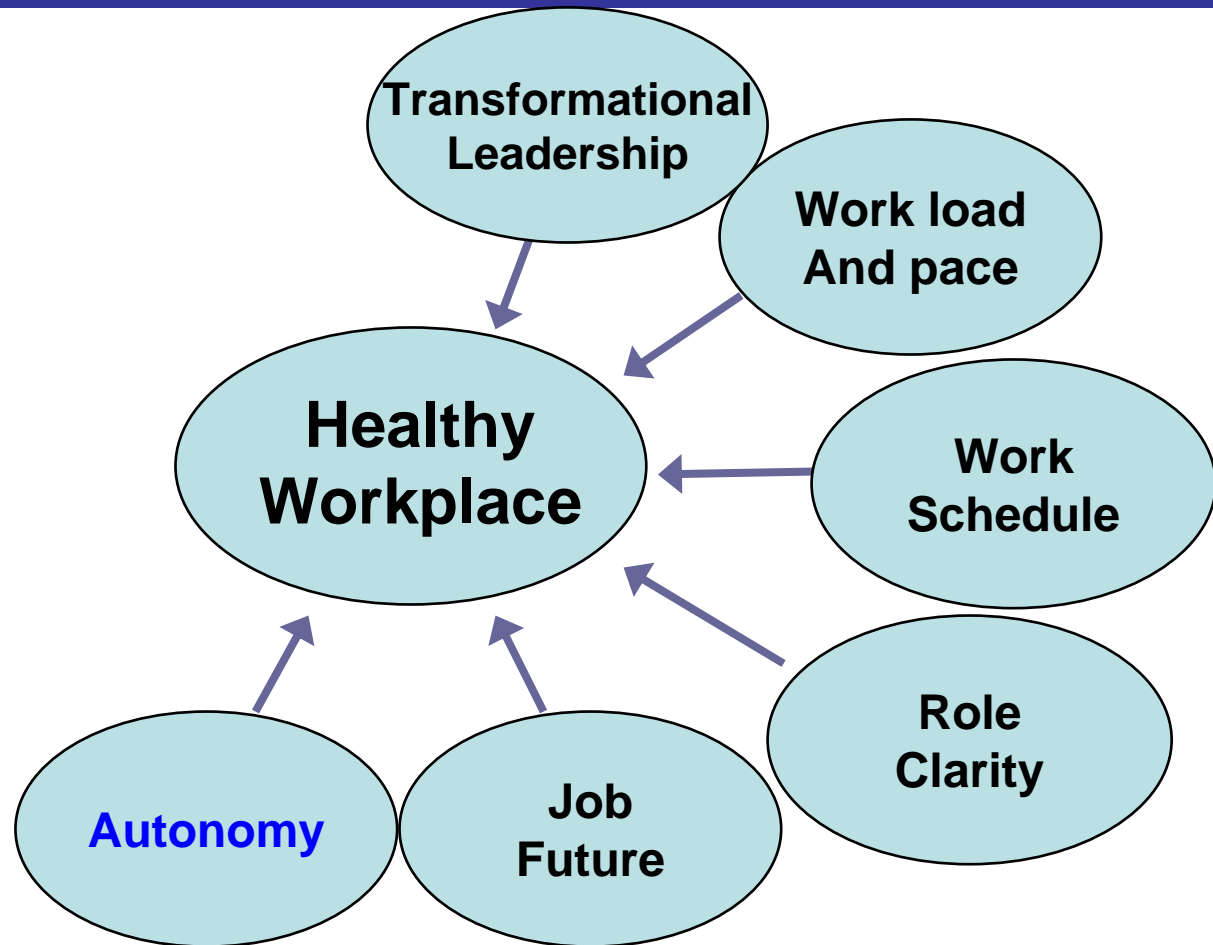 Transformational
Leadership
Work load
And pace
Healthy
Workplace
Work
Schedule
Role
Clarity
Job
Future
Autonomy